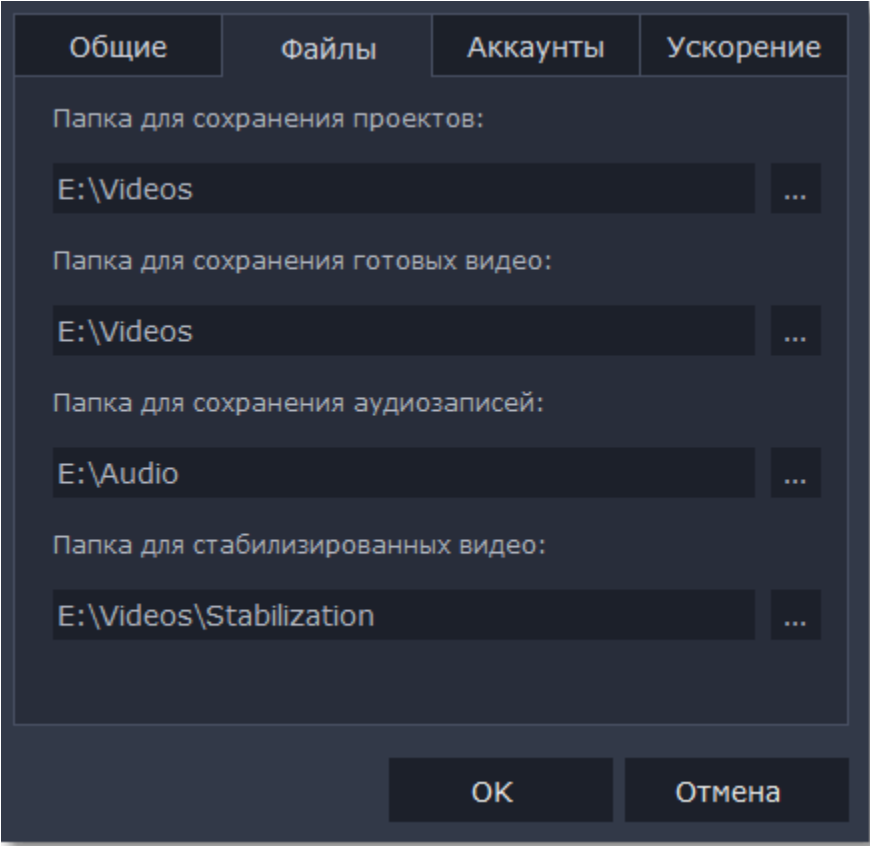 Общие Файлы Аккаунты Ускорение
Папка для сохранения проектов:
E:\Videos ...
Папка для сохранения готовых видео:
E:\Videos ...
Папка для сохранения аудиозаписей:
E:\Audio ...
Папка для стабилизированных видео:
E:\Videos\Stabilization ...
OK Отмена